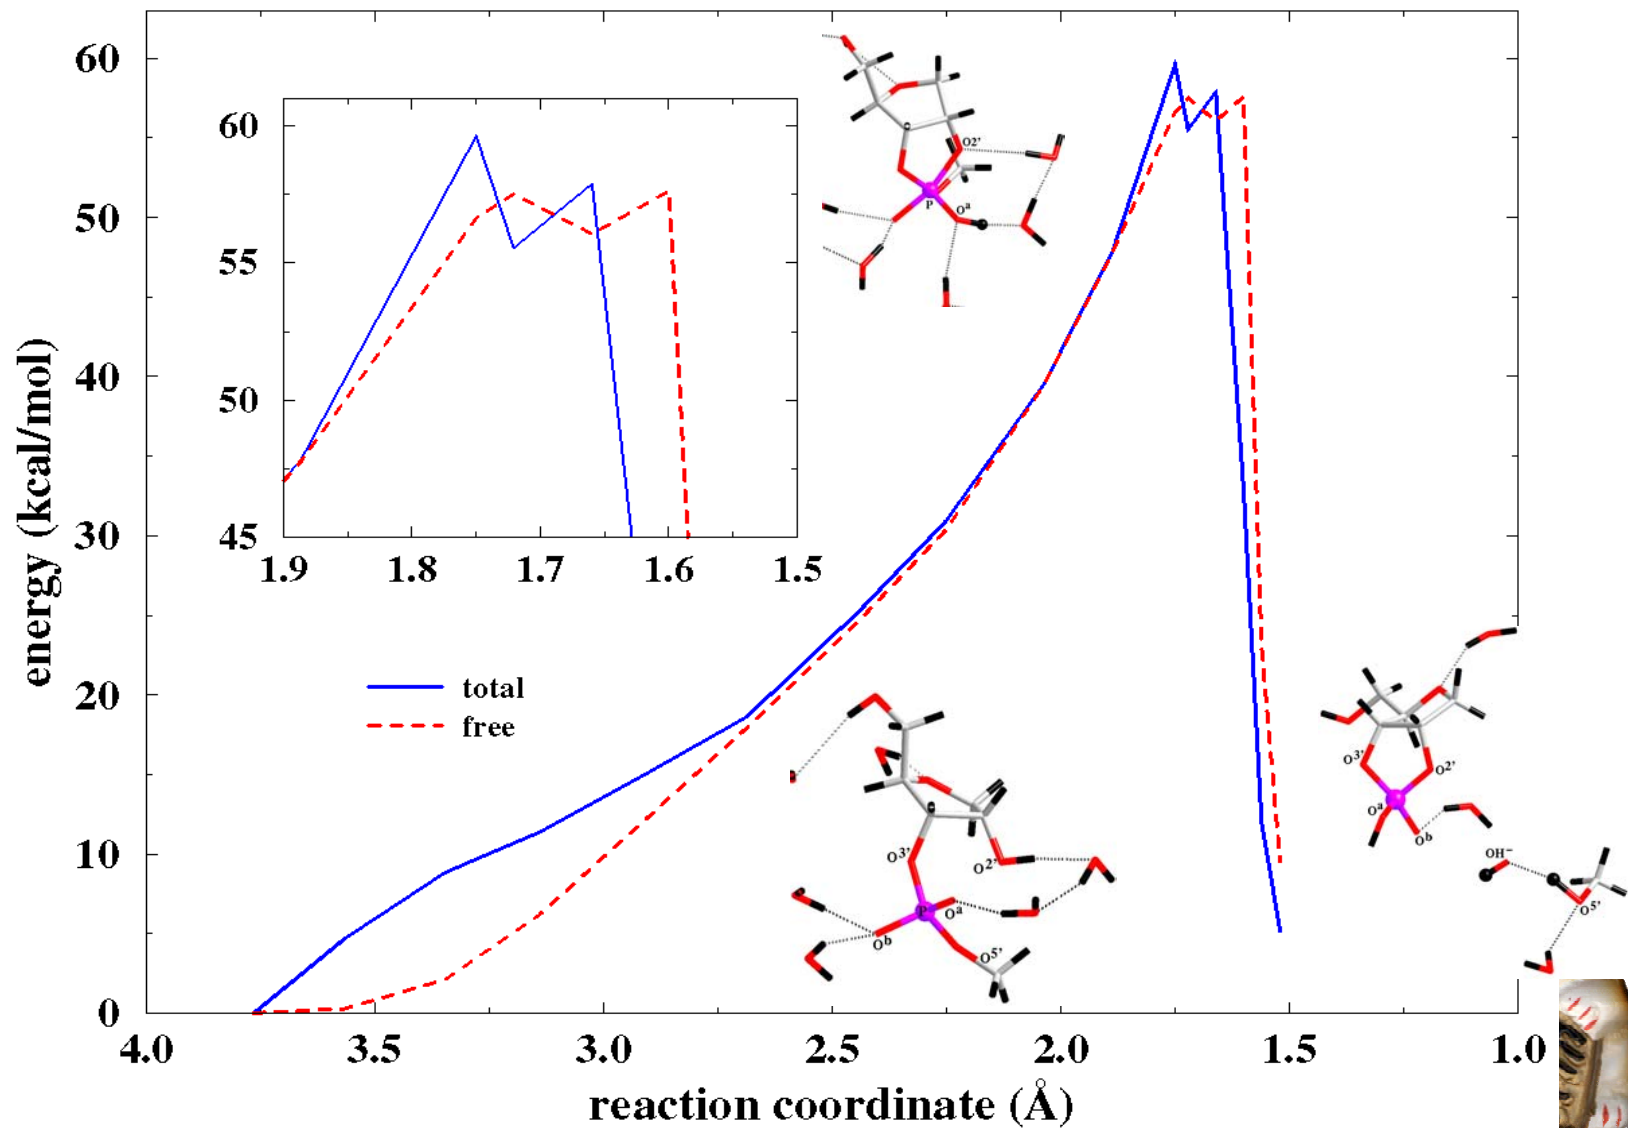 energy (kcal/mol)
60
50
40
30
20
10
0
4.0 3.5 3.0 2.5 2.0 1.5 1.0
reaction coordinate (Å)
60
55
50
45
1.9 1.8 1.7 1.6 1.5
total
free
O2'
P
Oᵃ
O3'
O2'
P
Oᵃ
Oᵇ
O5'
O3'
O2'
Oᵃ
Oᵇ
OH⁻
O5'